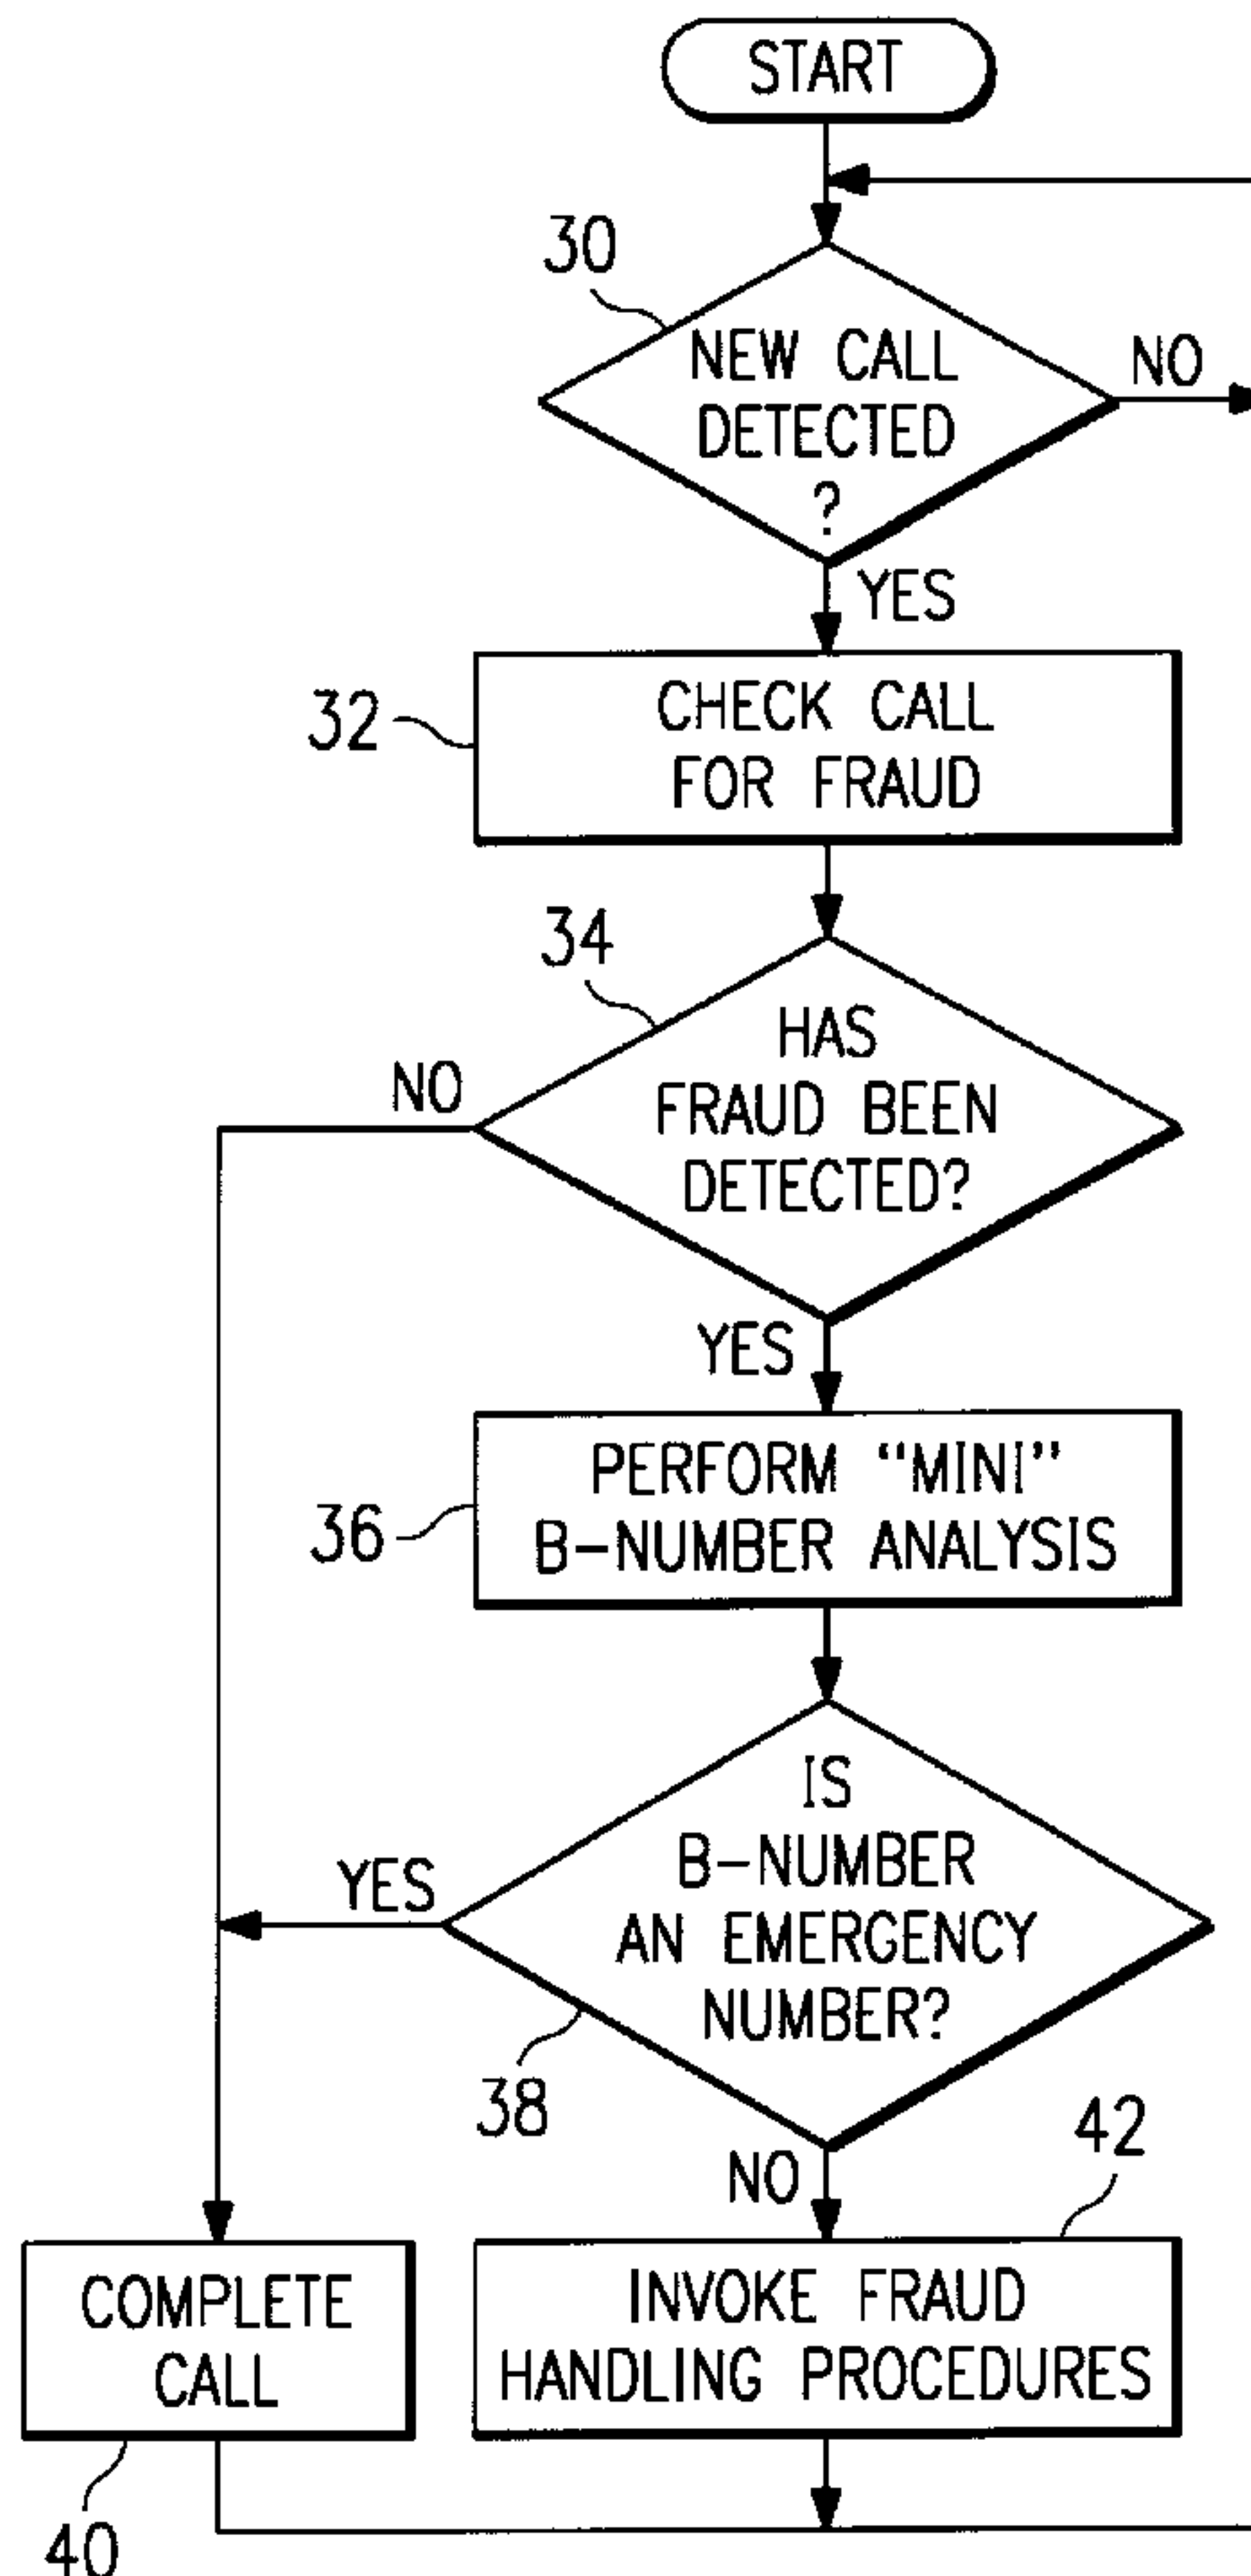 START
30
NEW CALL
DETECTED
?
NO
YES
32
CHECK CALL
FOR FRAUD
34
HAS
FRAUD BEEN
DETECTED?
NO
YES
36
PERFORM "MINI"
B-NUMBER ANALYSIS
IS
B-NUMBER
AN EMERGENCY
NUMBER?
YES
38
NO
42
COMPLETE
CALL
INVOKE FRAUD
HANDLING PROCEDURES
40